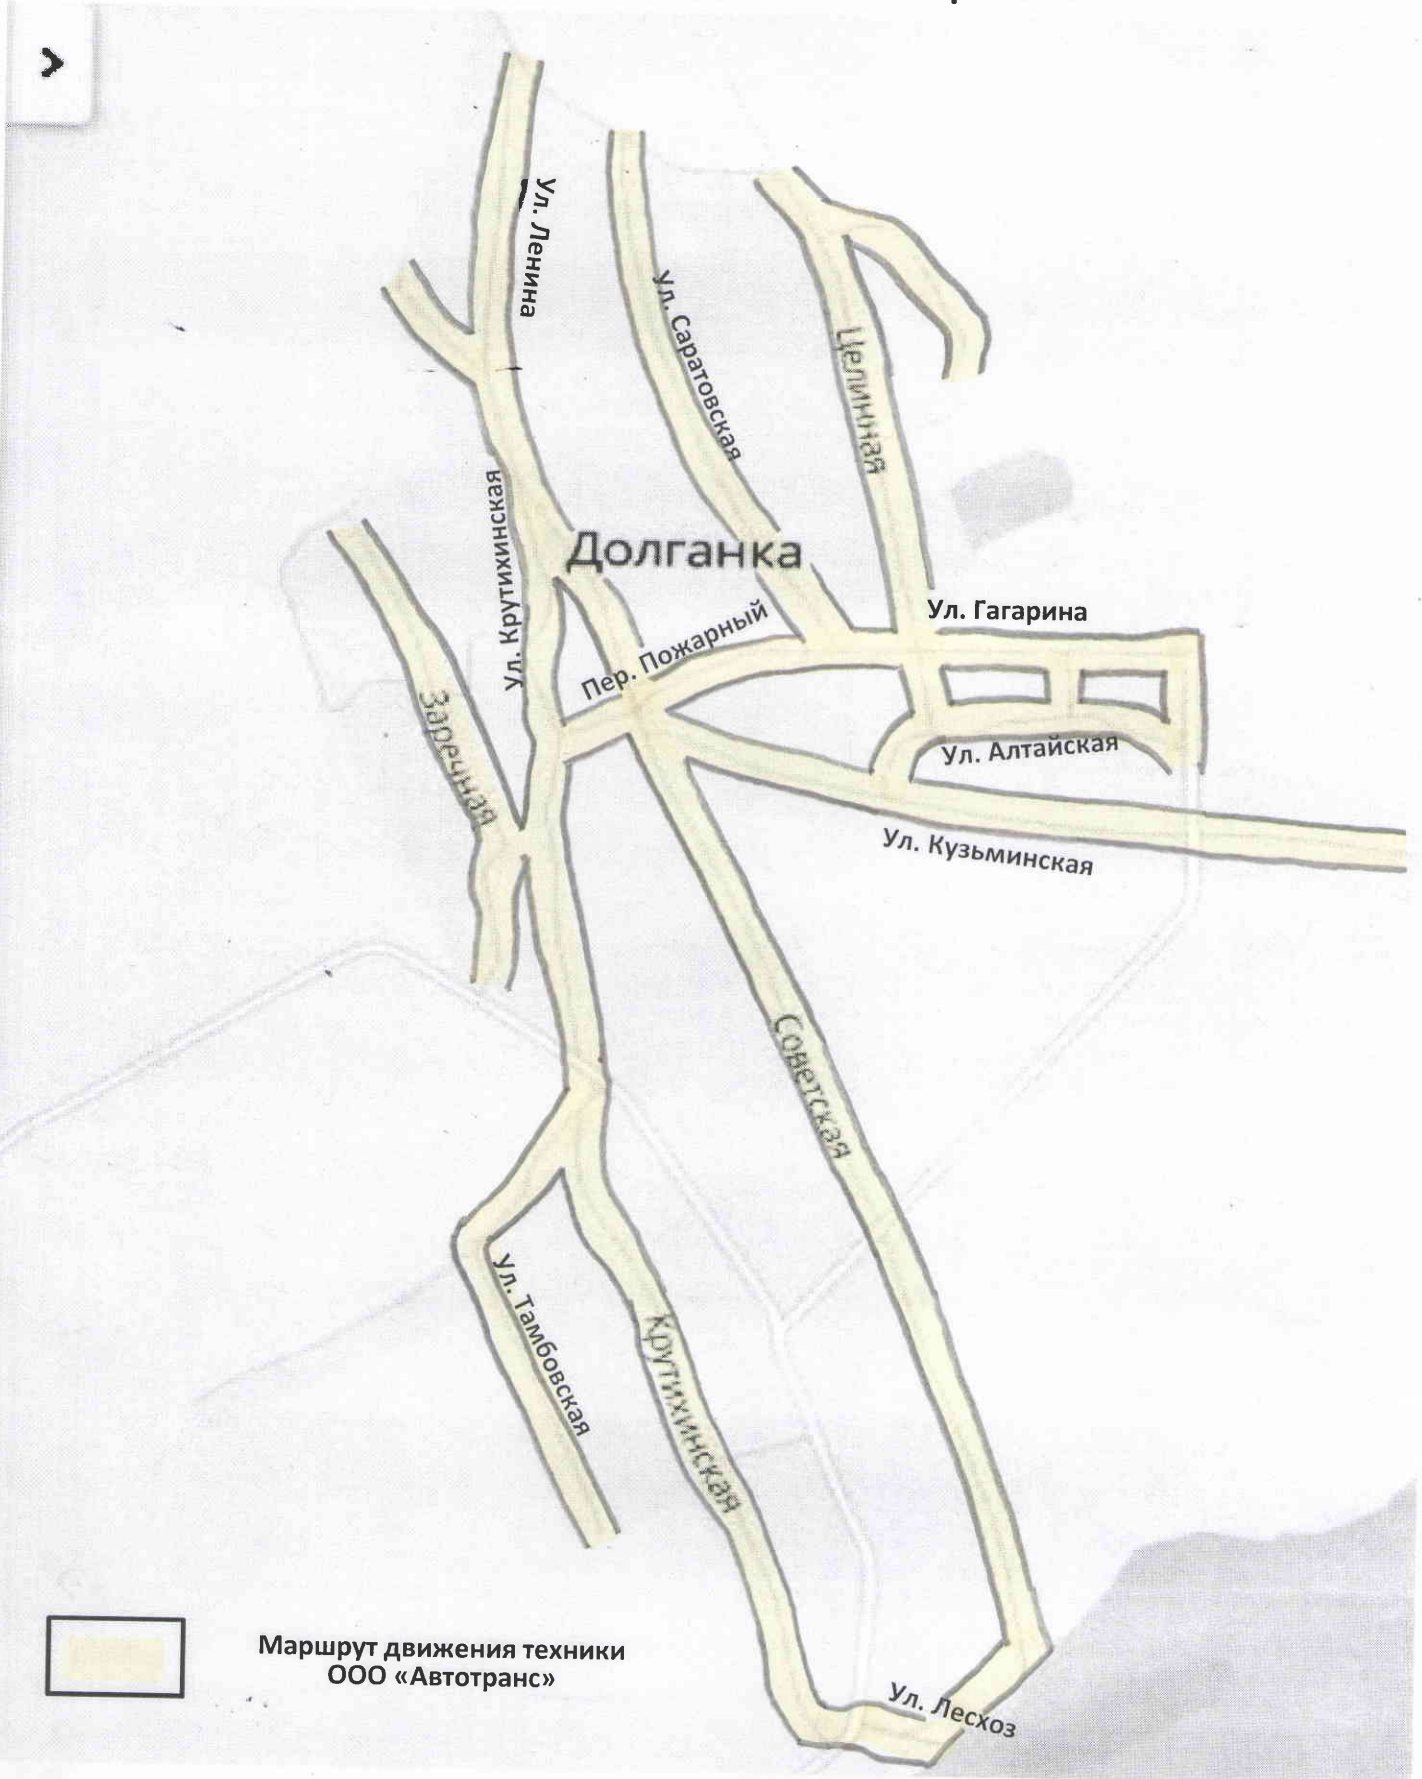 Ул. Ленина
Ул. Саратовская
Целинная
Ул. Крутихинская
Долганка
Ул. Гагарина
Пер. Пожарный
Заречная
Ул. Алтайская
Ул. Кузьминская
Советская
Ул. Тамбовская
Крутихинская
Маршрут движения техники
ООО «Автотранс»
Ул. Лесхоз